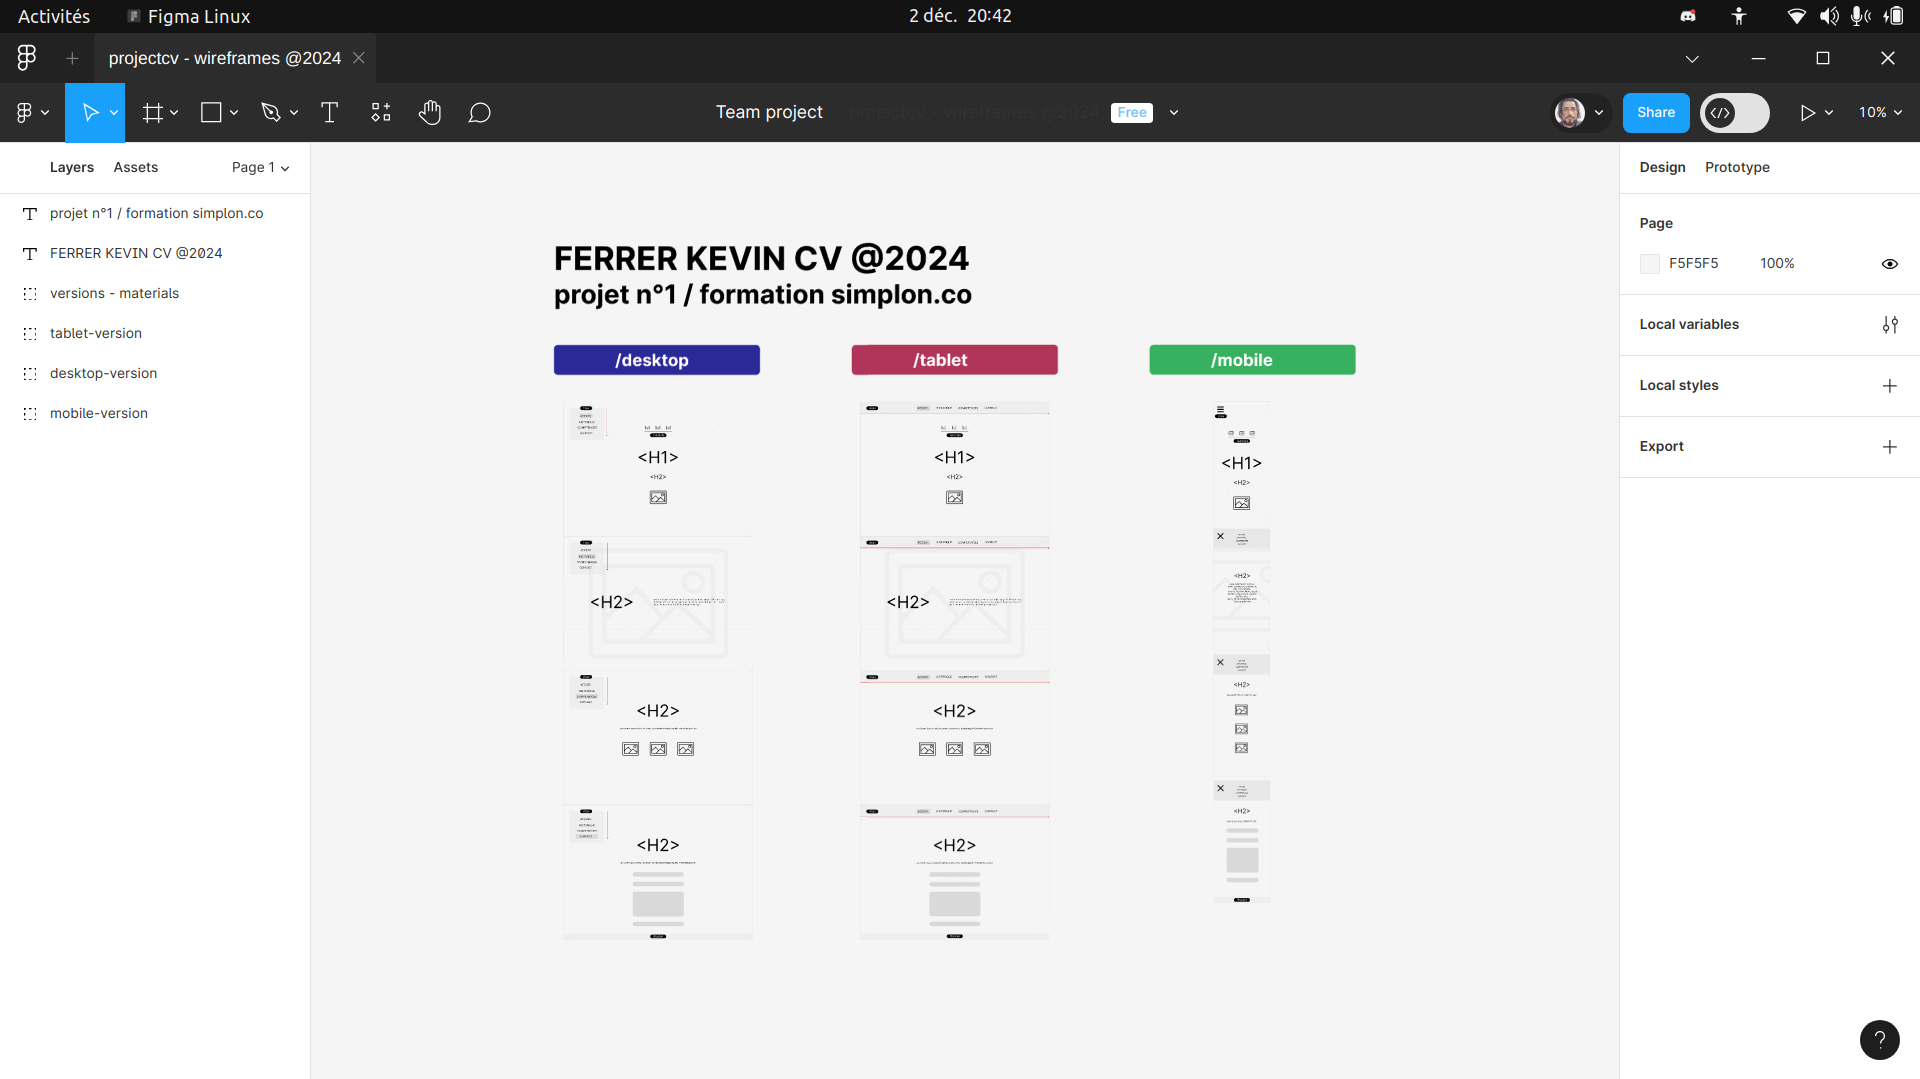 Activités
Figma Linux
2 déc. 20:42
projectcv - wireframes @2024
Team project
projectcv - wireframes @2024
Free
Share
10%
Layers
Assets
Page 1
projet n°1 / formation simplon.co
FERRER KEVIN CV @2024
versions - materials
tablet-version
desktop-version
mobile-version
FERRER KEVIN CV @2024
projet n°1 / formation simplon.co
/desktop
/tablet
/mobile
<H1>
<H2>
<H1>
<H2>
<H1>
<H2>
<H2>
<H2>
<H2>
<H2>
<H2>
<H2>
<H2>
<H2>
<H2>
Design
Prototype
Page
F5F5F5
100%
Local variables
Local styles
Export
?